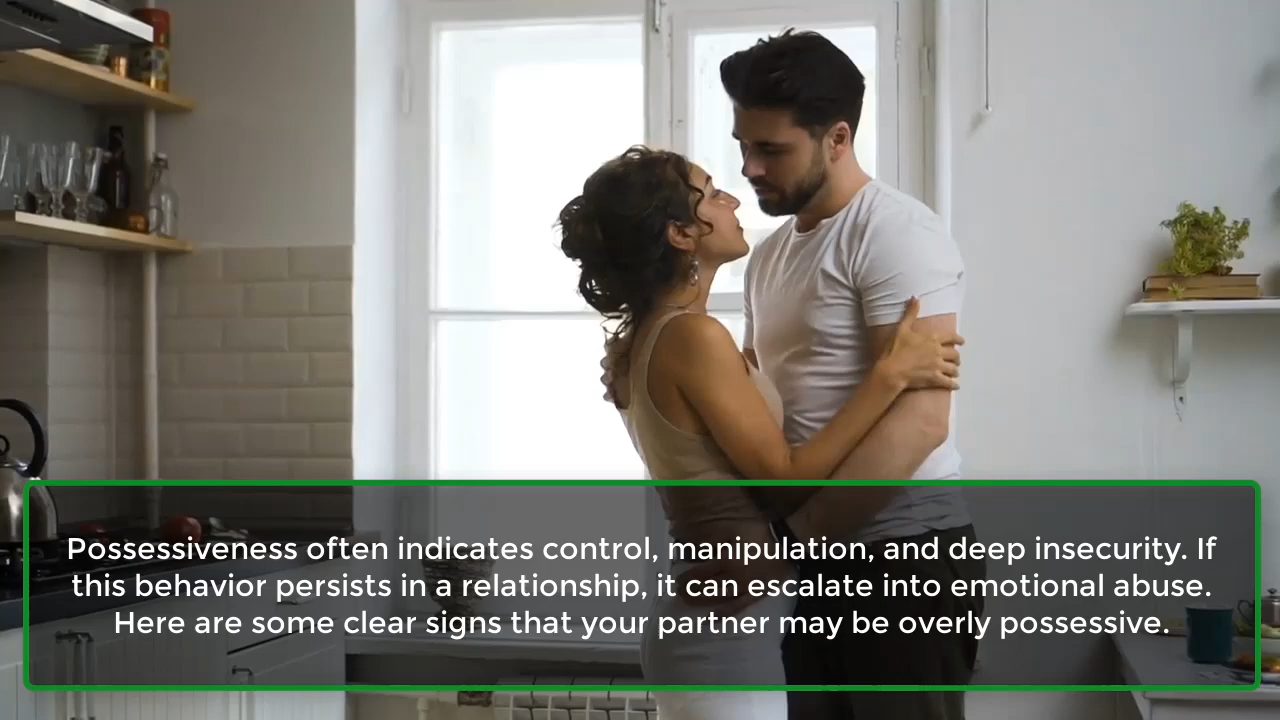 Possessiveness often indicates control, manipulation, and deep insecurity. If
this behavior persists in a relationship, it can escalate into emotional abuse.
Here are some clear signs that your partner may be overly possessive.